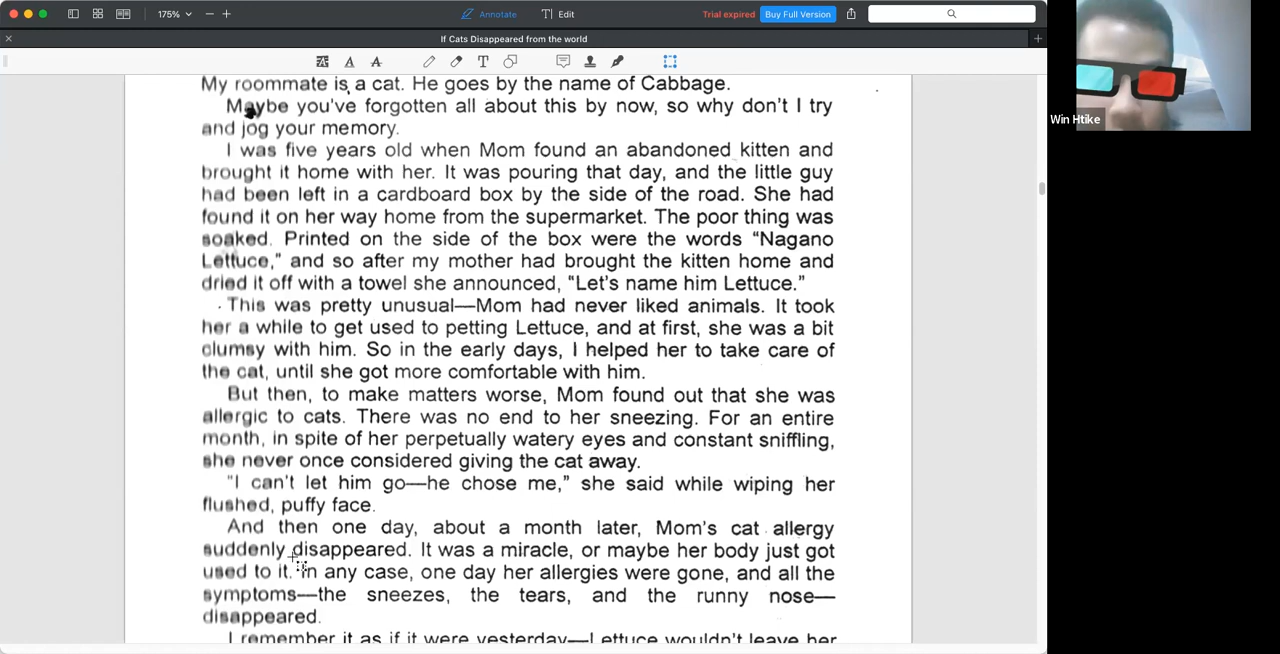 175%
Annotate
Edit
Trial expired
Buy Full Version
If Cats Disappeared from the world
My roommate is a cat. He goes by the name of Cabbage.
Maybe you've forgotten all about this by now, so why don't I try
and jog your memory.
I was five years old when Mom found an abandoned kitten and
brought it home with her. It was pouring that day, and the little guy
had been left in a cardboard box by the side of the road. She had
found it on her way home from the supermarket. The poor thing was
soaked. Printed on the side of the box were the words “Nagano
Lettuce,” and so after my mother had brought the kitten home and
dried it off with a towel she announced, “Let's name him Lettuce.”
This was pretty unusual—Mom had never liked animals. It took
her a while to get used to petting Lettuce, and at first, she was a bit
clumsy with him. So in the early days, I helped her to take care of
the cat, until she got more comfortable with him.
But then, to make matters worse, Mom found out that she was
allergic to cats. There was no end to her sneezing. For an entire
month, in spite of her perpetually watery eyes and constant sniffling,
she never once considered giving the cat away.
“I can't let him go—he chose me,” she said while wiping her
flushed, puffy face.
And then one day, about a month later, Mom's cat allergy
suddenly disappeared. It was a miracle, or maybe her body just got
used to it. In any case, one day her allergies were gone, and all the
symptoms—the sneezes, the tears, and the runny nose—
disappeared.
I remember it as if it were yesterday—Lettuce wouldn't leave her
Win Htike